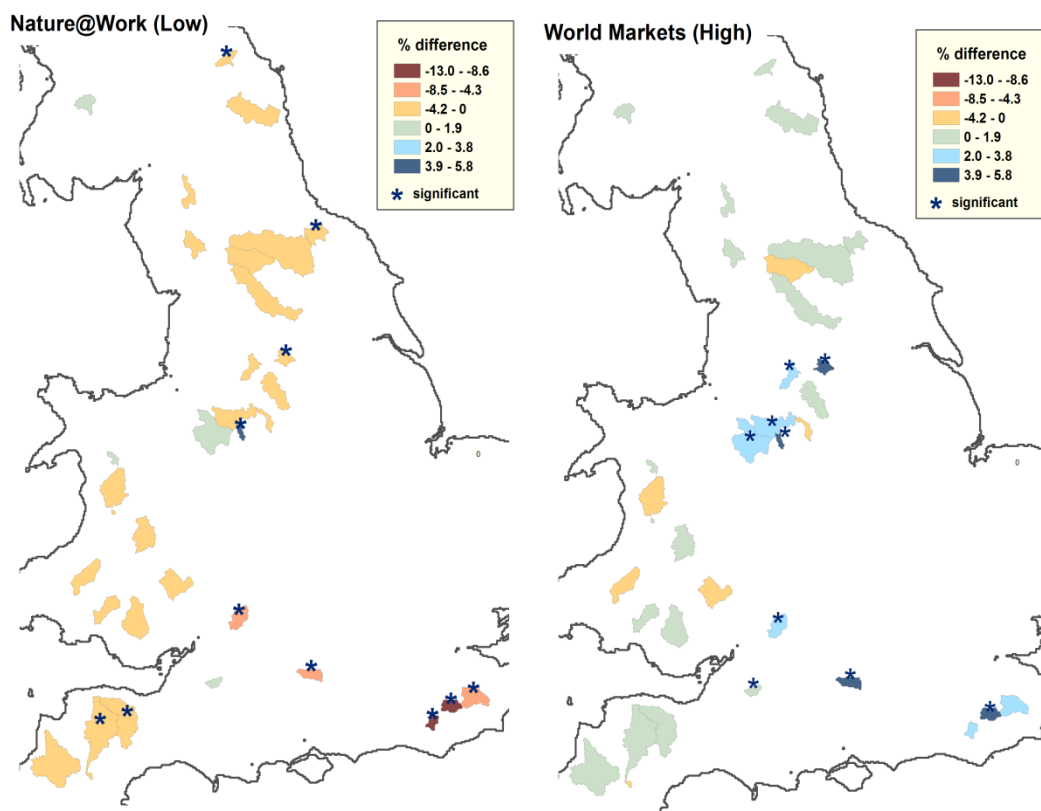 Nature@Work (Low)
% difference
-13.0 - -8.6
-8.5 - -4.3
-4.2 - 0
0 - 1.9
2.0 - 3.8
3.9 - 5.8
* significant
0
World Markets (High)
% difference
-13.0 - -8.6
-8.5 - -4.3
-4.2 - 0
0 - 1.9
2.0 - 3.8
3.9 - 5.8
* significant
0